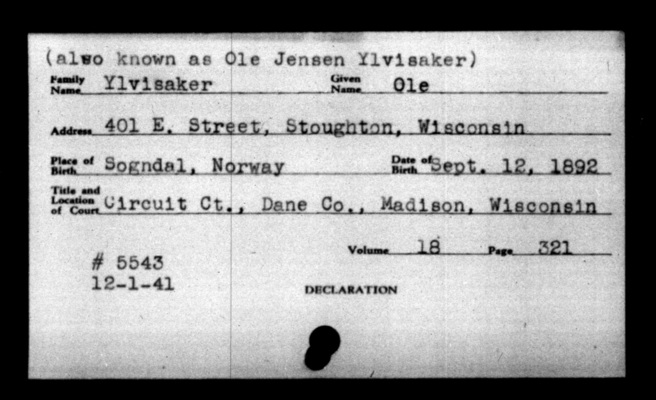 (also known as Ole Jensen Ylvisaker)
Family Name Ylvisaker Given Name Ole
Address 401 E. Street, Stoughton, Wisconsin
Place of Birth Sogndal, Norway Date of Birth Sept. 12, 1892
Title and Location of Court Circuit Ct., Dane Co., Madison, Wisconsin
Volume 18 Page 321
# 5543
12-1-41
DECLARATION